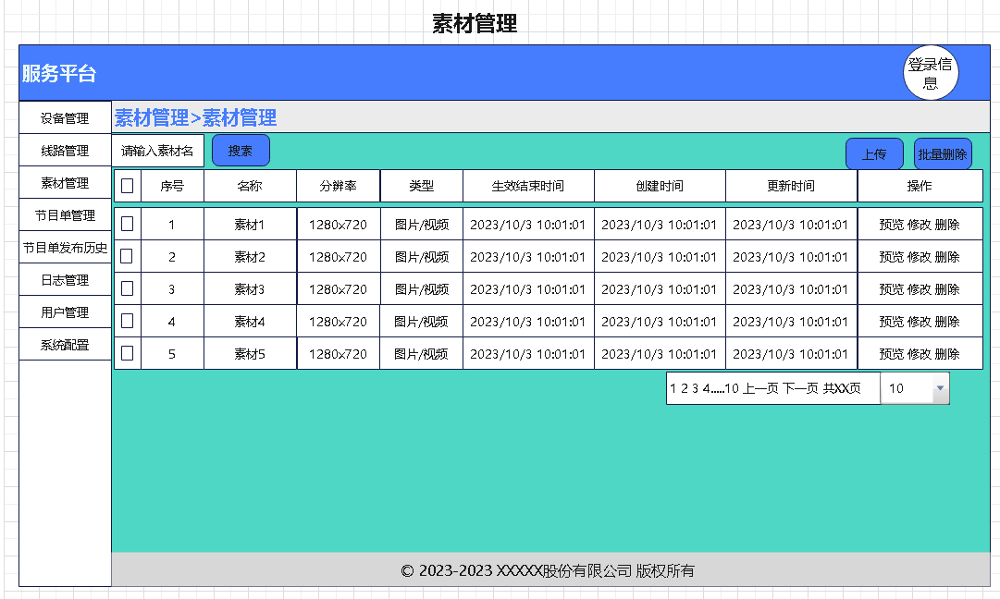 素材管理
服务平台
登录信
息
设备管理
线路管理
素材管理
节目单管理
节目单发布历史
日志管理
用户管理
系统配置
素材管理>素材管理
请输入素材名 搜索 上传 批量删除
序号 名称 分辨率 类型 生效结束时间 创建时间 更新时间 操作
1 素材1 1280×720 图片/视频 2023/10/3 10:01:01 2023/10/3 10:01:01 2023/10/3 10:01:01 预览 修改 删除
2 素材2 1280×720 图片/视频 2023/10/3 10:01:01 2023/10/3 10:01:01 2023/10/3 10:01:01 预览 修改 删除
3 素材3 1280×720 图片/视频 2023/10/3 10:01:01 2023/10/3 10:01:01 2023/10/3 10:01:01 预览 修改 删除
4 素材4 1280×720 图片/视频 2023/10/3 10:01:01 2023/10/3 10:01:01 2023/10/3 10:01:01 预览 修改 删除
5 素材5 1280×720 图片/视频 2023/10/3 10:01:01 2023/10/3 10:01:01 2023/10/3 10:01:01 预览 修改 删除
1 2 3 4.....10 上一页 下一页 共XX页 10
© 2023-2023 XXXXX股份有限公司 版权所有